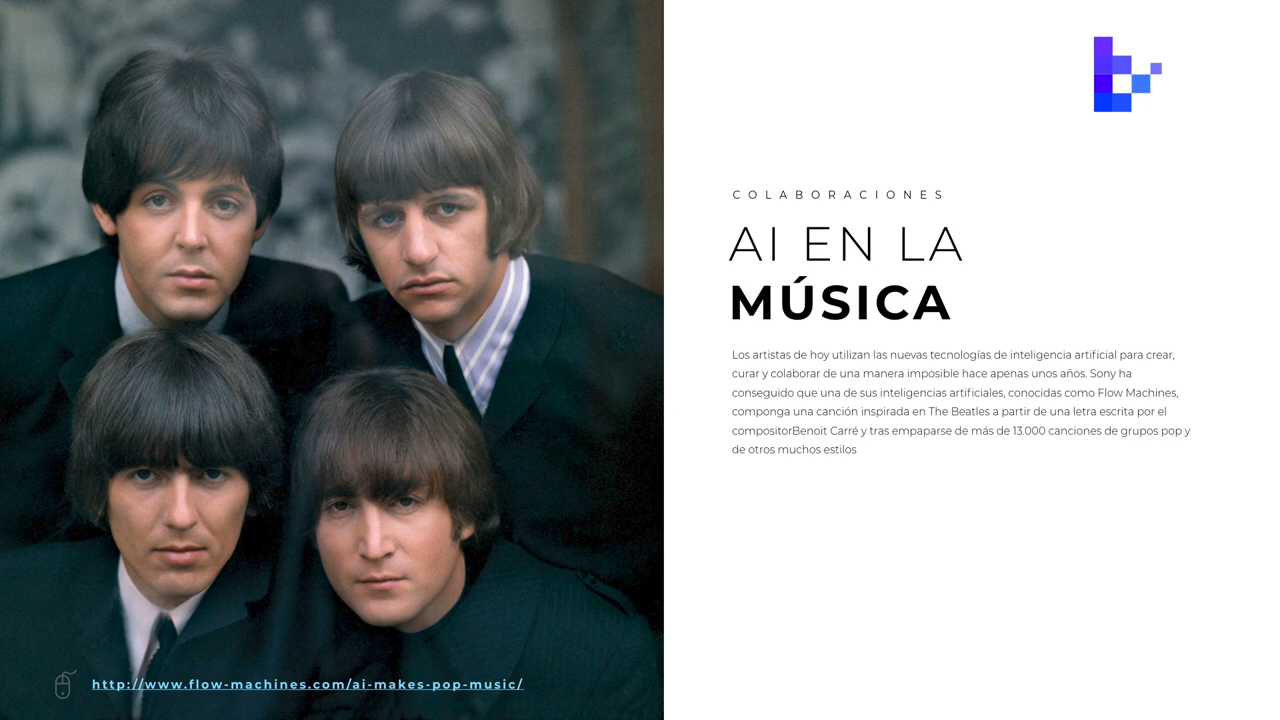 COLABORACIONES
AI EN LA
MÚSICA
Los artistas de hoy utilizan las nuevas tecnologías de inteligencia artificial para crear,
curar y colaborar de una manera imposible hace apenas unos años. Sony ha
conseguido que una de sus inteligencias artificiales, conocidas como Flow Machines,
componga una canción inspirada en The Beatles a partir de una letra escrita por el
compositorBenoit Carré y tras empaparse de más de 13.000 canciones de grupos pop y
de otros muchos estilos
http://www.flow-machines.com/ai-makes-pop-music/